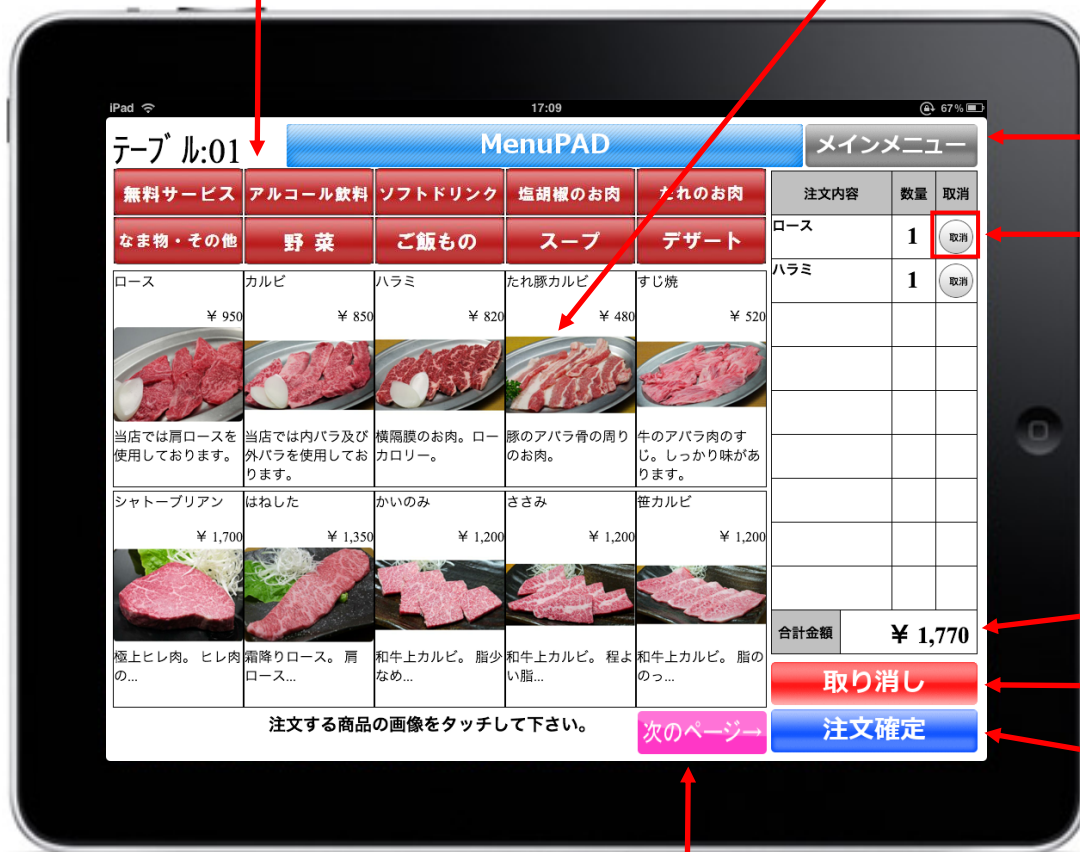 iPad 17:09 67%
テーブル:01 MenuPAD メインメニュー
無料サービス アルコール飲料 ソフトドリンク 塩胡椒のお肉 たれのお肉
なま物・その他 野 菜 ご飯もの スープ デザート
注文内容 数量 取消
ロース 1 取消
ハラミ 1 取消
ロース カルビ ハラミ たれ豚カルビ すじ焼
¥ 950 ¥ 850 ¥ 820 ¥ 480 ¥ 520
当店では肩ロースを 当店では内バラ及び 横隔膜のお肉。ロー 豚のアバラ骨の周り 牛のアバラ肉のす
使用しております。 外バラを使用してお カロリー。 のお肉。 じ。しっかり味があ
ります。 ります。
シャトーブリアン はねした かいのみ ささみ 笹カルビ
¥ 1,700 ¥ 1,350 ¥ 1,200 ¥ 1,200 ¥ 1,200
極上ヒレ肉。 ヒレ肉 霜降りロース。 肩 和牛上カルビ。 脂少 和牛上カルビ。 程よ 和牛上カルビ。 脂の
の... ロース... なめ... い脂... のっ...
合計金額 ¥ 1,770
取り消し
注文する商品の画像をタッチして下さい。 次のページ→ 注文確定